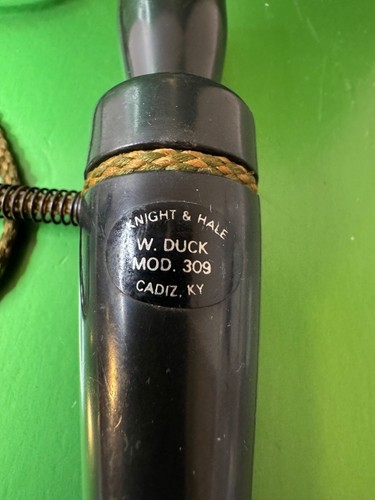 KNIGHT & HALE
W. DUCK
MOD. 309
CADIZ, KY